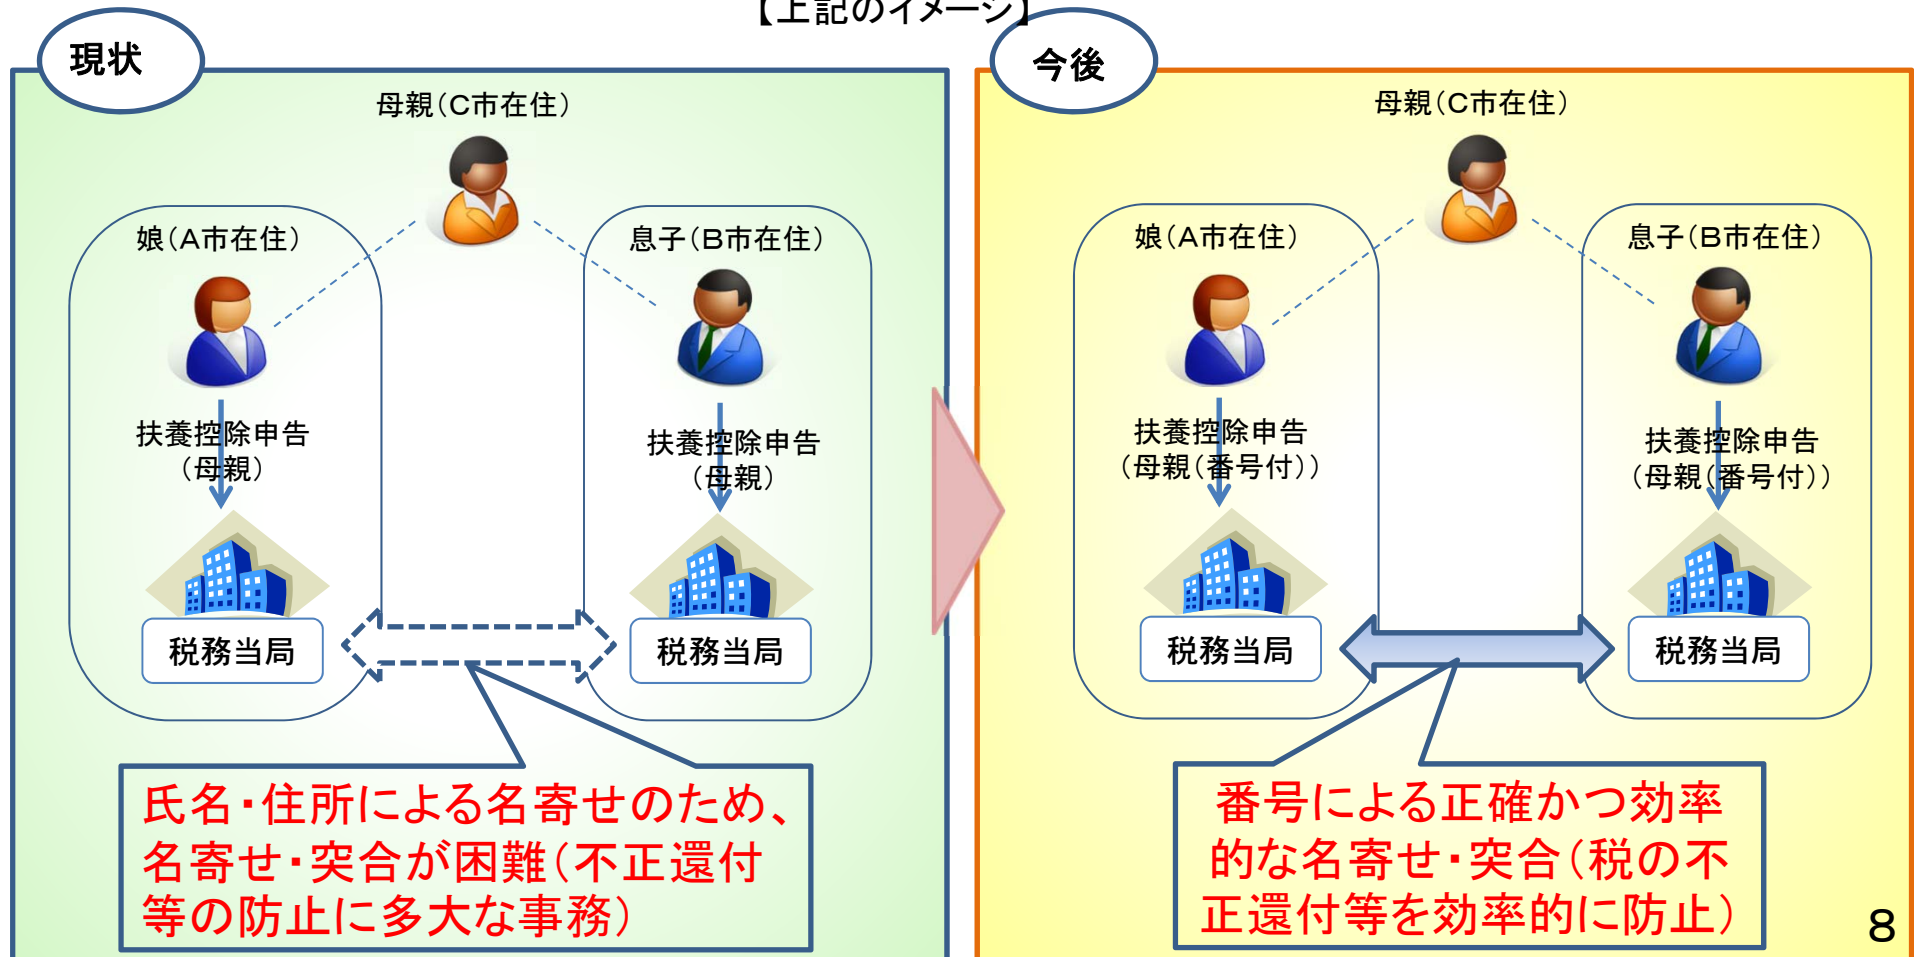 【上記のイメージ】
現状
母親(C市在住)
娘(A市在住)
息子(B市在住)
扶養控除申告
(母親)
扶養控除申告
(母親)
税務当局
税務当局
氏名・住所による名寄せのため、
名寄せ・突合が困難(不正還付
等の防止に多大な事務)
今後
母親(C市在住)
娘(A市在住)
息子(B市在住)
扶養控除申告
(母親(番号付))
扶養控除申告
(母親(番号付))
税務当局
税務当局
番号による正確かつ効率
的な名寄せ・突合(税の不
正還付等を効率的に防止)
8